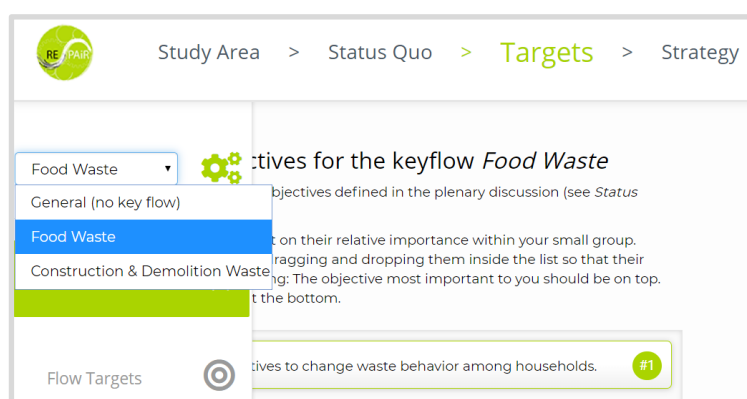 REPAiR
Study Area > Status Quo > Targets > Strategy
Food Waste
ctives for the keyflow Food Waste
General (no key flow)
bjectives defined in the plenary discussion (see Status
Food Waste
t on their relative importance within your small group.
ragging and dropping them inside the list so that their
Construction & Demolition Waste
ng: The objective most important to you should be on top.
t the bottom.
tives to change waste behavior among households.
#1
Flow Targets